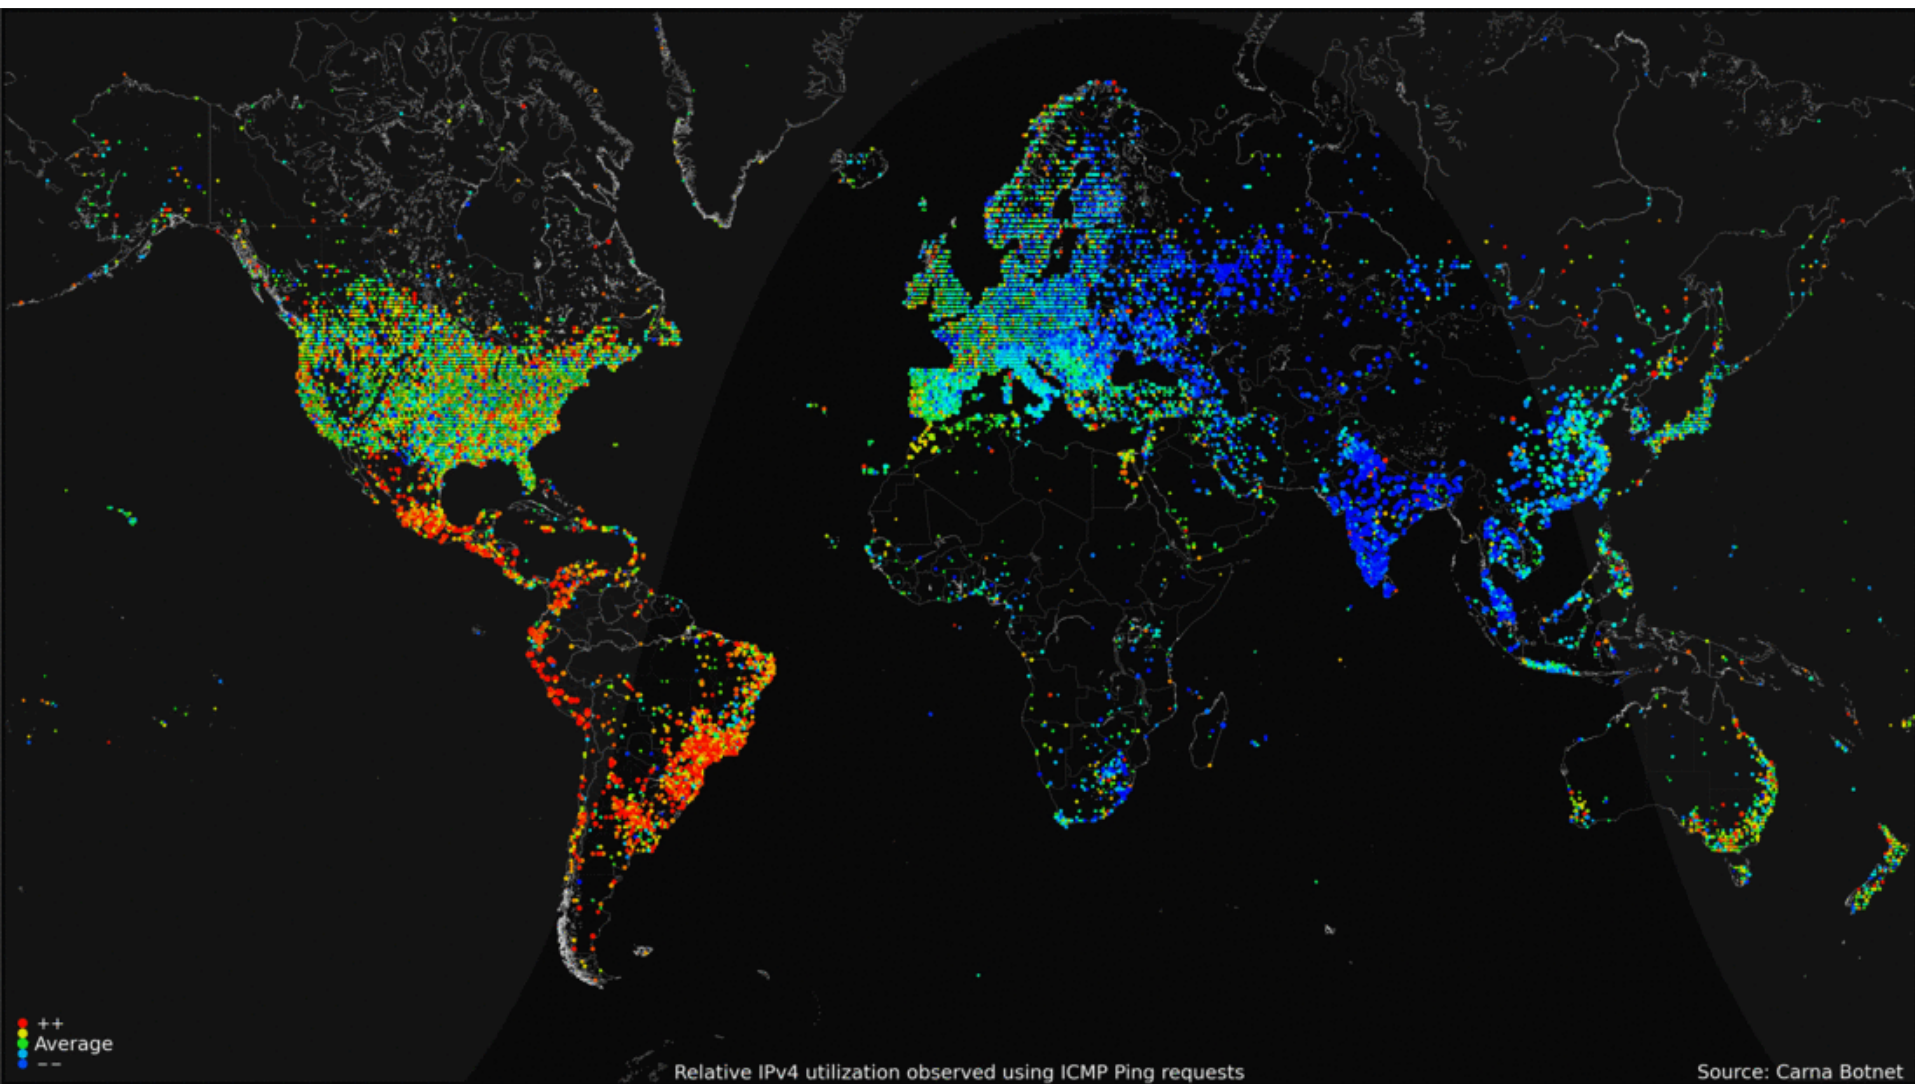 ++
Average
--
Relative IPv4 utilization observed using ICMP Ping requests
Source: Carna Botnet